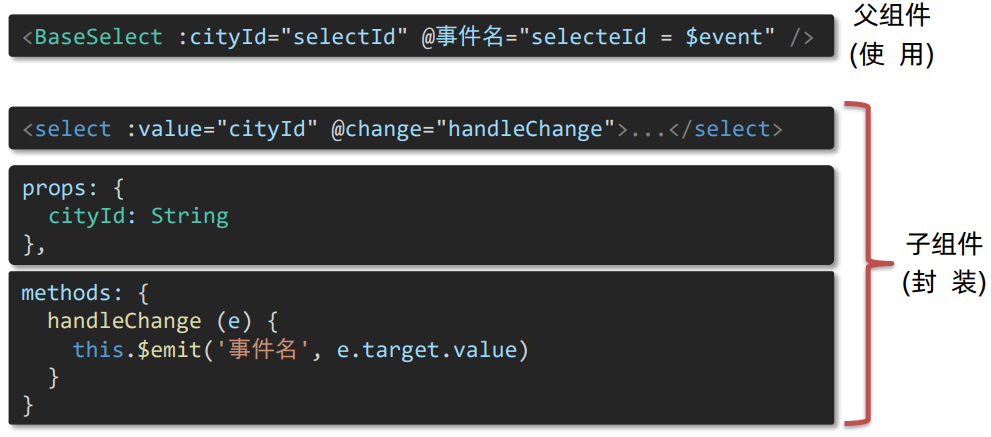 <BaseSelect :cityId="selectId" @事件名="selecteId = $event" />
父组件
(使 用)
<select :value="cityId" @change="handleChange">...</select>
props: {
  cityId: String
},
methods: {
  handleChange (e) {
    this.$emit('事件名', e.target.value)
  }
}
子组件
(封 装)